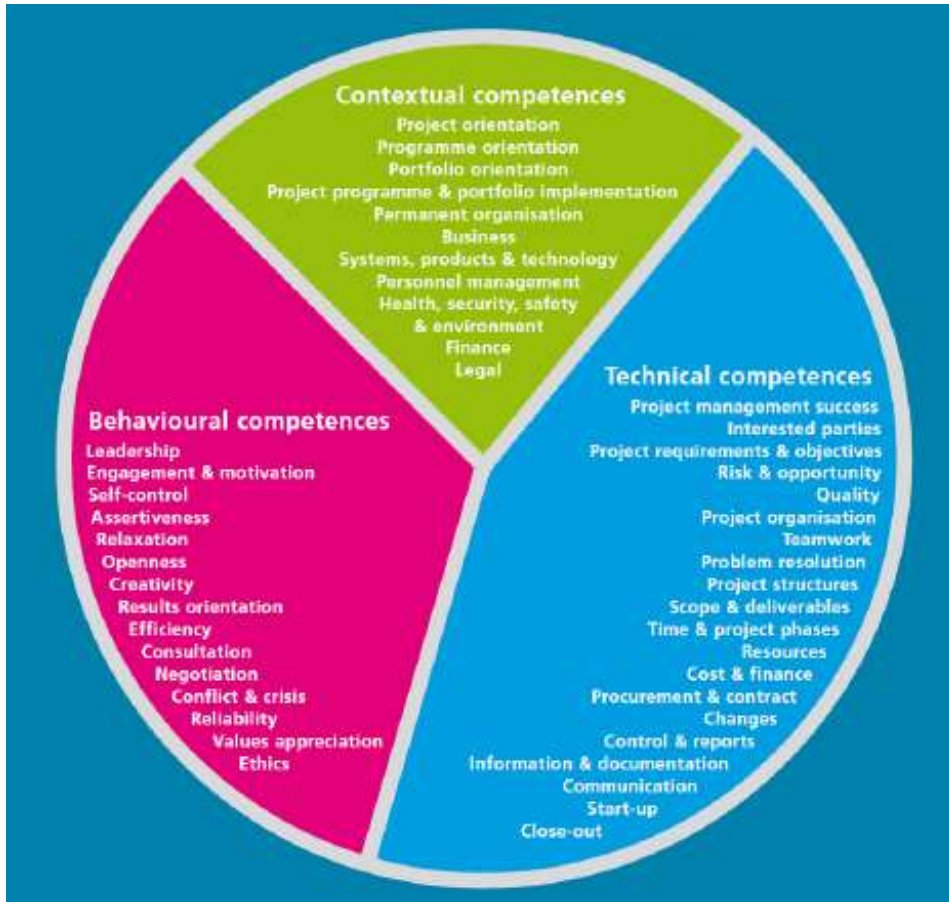 Contextual competences
Project orientation
Programme orientation
Portfolio orientation
Project programme & portfolio implementation
Permanent organisation
Business
Systems, products & technology
Personnel management
Health, security, safety
& environment
Finance
Legal
Behavioural competences
Leadership
Engagement & motivation
Self-control
Assertiveness
Relaxation
Openness
Creativity
Results orientation
Efficiency
Consultation
Negotiation
Conflict & crisis
Reliability
Values appreciation
Ethics
Technical competences
Project management success
Interested parties
Project requirements & objectives
Risk & opportunity
Quality
Project organisation
Teamwork
Problem resolution
Project structures
Scope & deliverables
Time & project phases
Resources
Cost & finance
Procurement & contract
Changes
Control & reports
Information & documentation
Communication
Start-up
Close-out